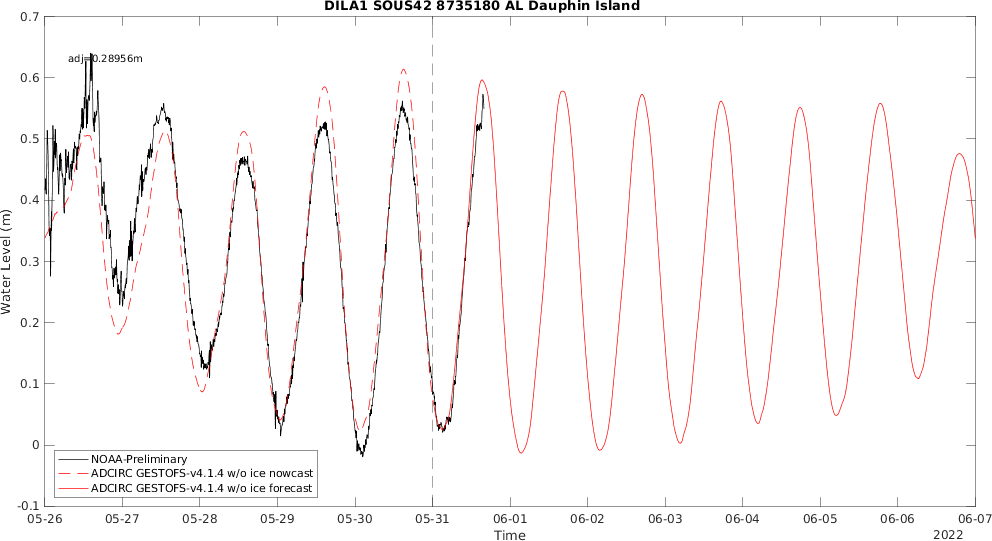 DILA1 SOUS42 8735180 AL Dauphin Island
adj=0.28956m
0.7
0.6
0.5
0.4
0.3
0.2
0.1
0
-0.1
Water Level (m)
NOAA-Preliminary
ADCIRC GESTOFS-v4.1.4 w/o ice nowcast
ADCIRC GESTOFS-v4.1.4 w/o ice forecast
05-26 05-27 05-28 05-29 05-30 05-31 06-01 06-02 06-03 06-04 06-05 06-06 06-07
Time
2022